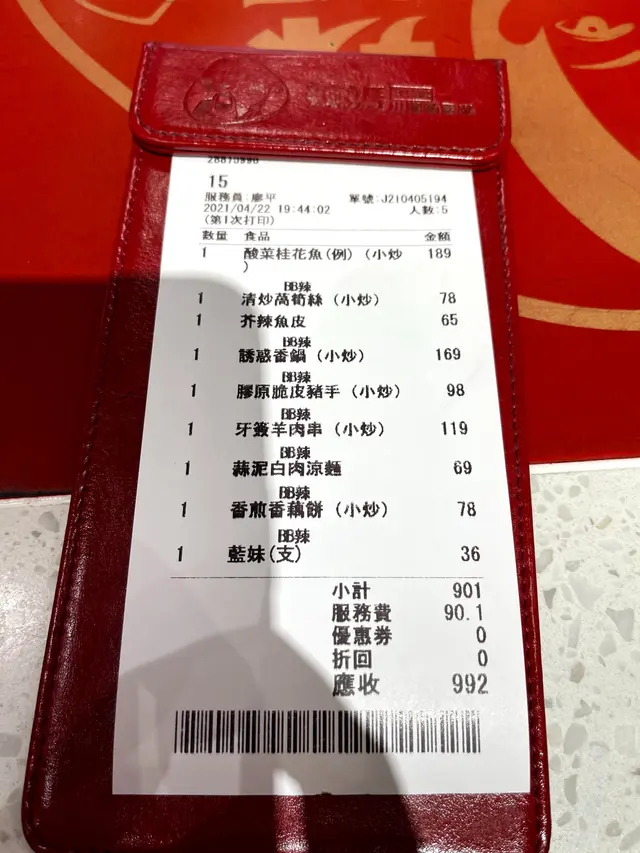 15
服務員:廖平 單號:J210405194
2021/04/22 19:44:02 人數:5
(第1次打印)
數量 食品 金額
1 酸菜桂花魚(例) (小炒 189
)
BB辣
1 清炒萵筍絲 (小炒) 78
1 芥辣魚皮 65
BB辣
1 誘惑香鍋 (小炒) 169
BB辣
1 膠原脆皮豬手 (小炒) 98
BB辣
1 牙簽羊肉串 (小炒) 119
BB辣
1 蒜泥白肉涼麵 69
BB辣
1 香煎香藕餅 (小炒) 78
BB辣
1 藍妹(支) 36
小計 901
服務費 90.1
優惠券 0
折回 0
應收 992